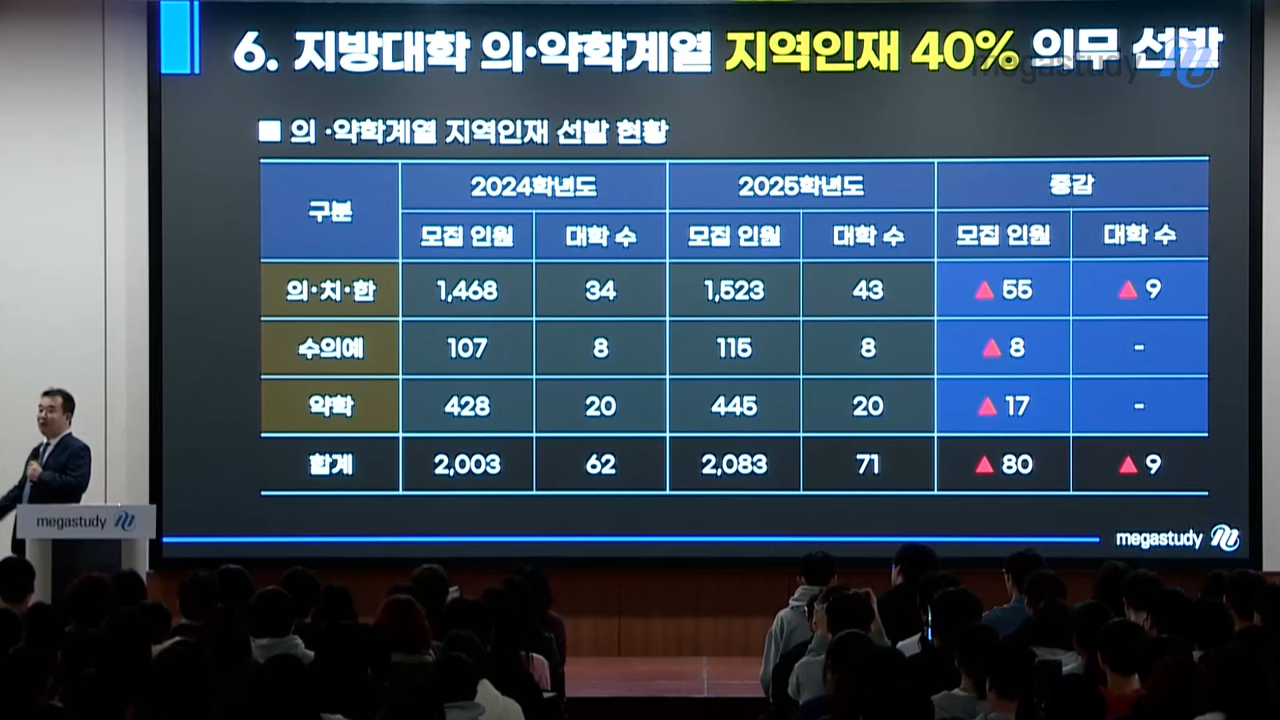 6. 지방대학 의·약학계열 지역인재 40% 의무 선발
megastudy
■ 의·약학계열 지역인재 선발 현황
구분 2024학년도 2025학년도 증감
모집 인원 대학 수 모집 인원 대학 수 모집 인원 대학 수
의·치·한 1,468 34 1,523 43 ▲ 55 ▲ 9
수의예 107 8 115 8 ▲ 8 -
약학 428 20 445 20 ▲ 17 -
합계 2,003 62 2,083 71 ▲ 80 ▲ 9
megastudy
megastudy